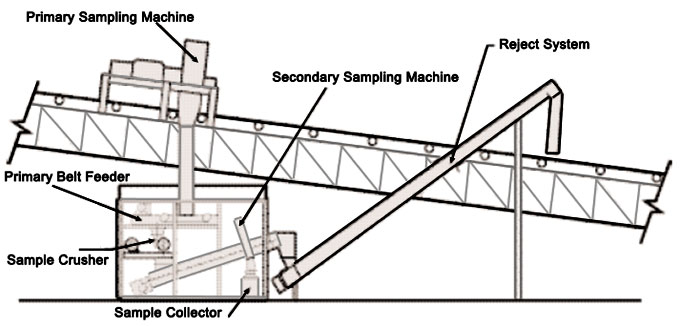 Primary Sampling Machine
Reject System
Secondary Sampling Machine
Primary Belt Feeder
Sample Crusher
Sample Collector